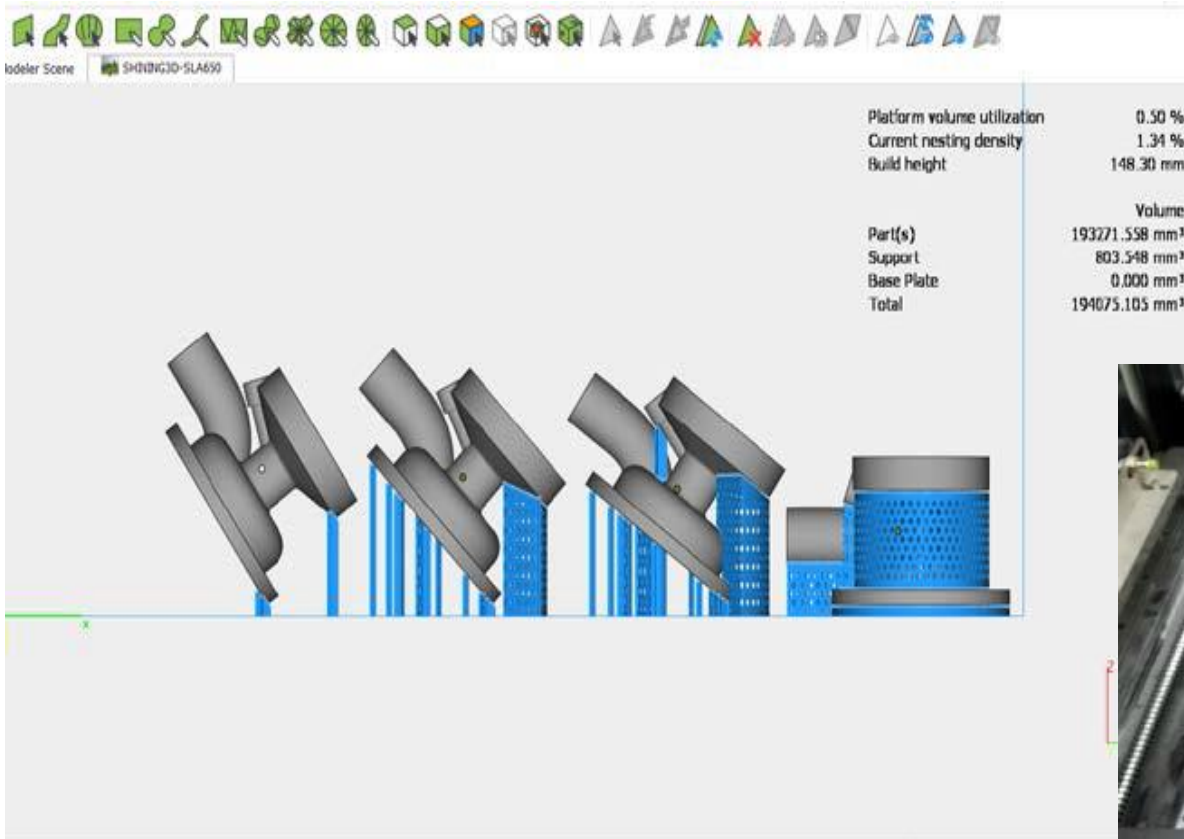 odeler Scene SHINING3D-SLA650
Platform volume utilization 0.50 %
Current nesting density 1.34 %
Build height 148.30 mm
Volume
Part(s) 193271.558 mm³
Support 803.548 mm³
Base Plate 0.000 mm³
Total 194075.105 mm³
x
z